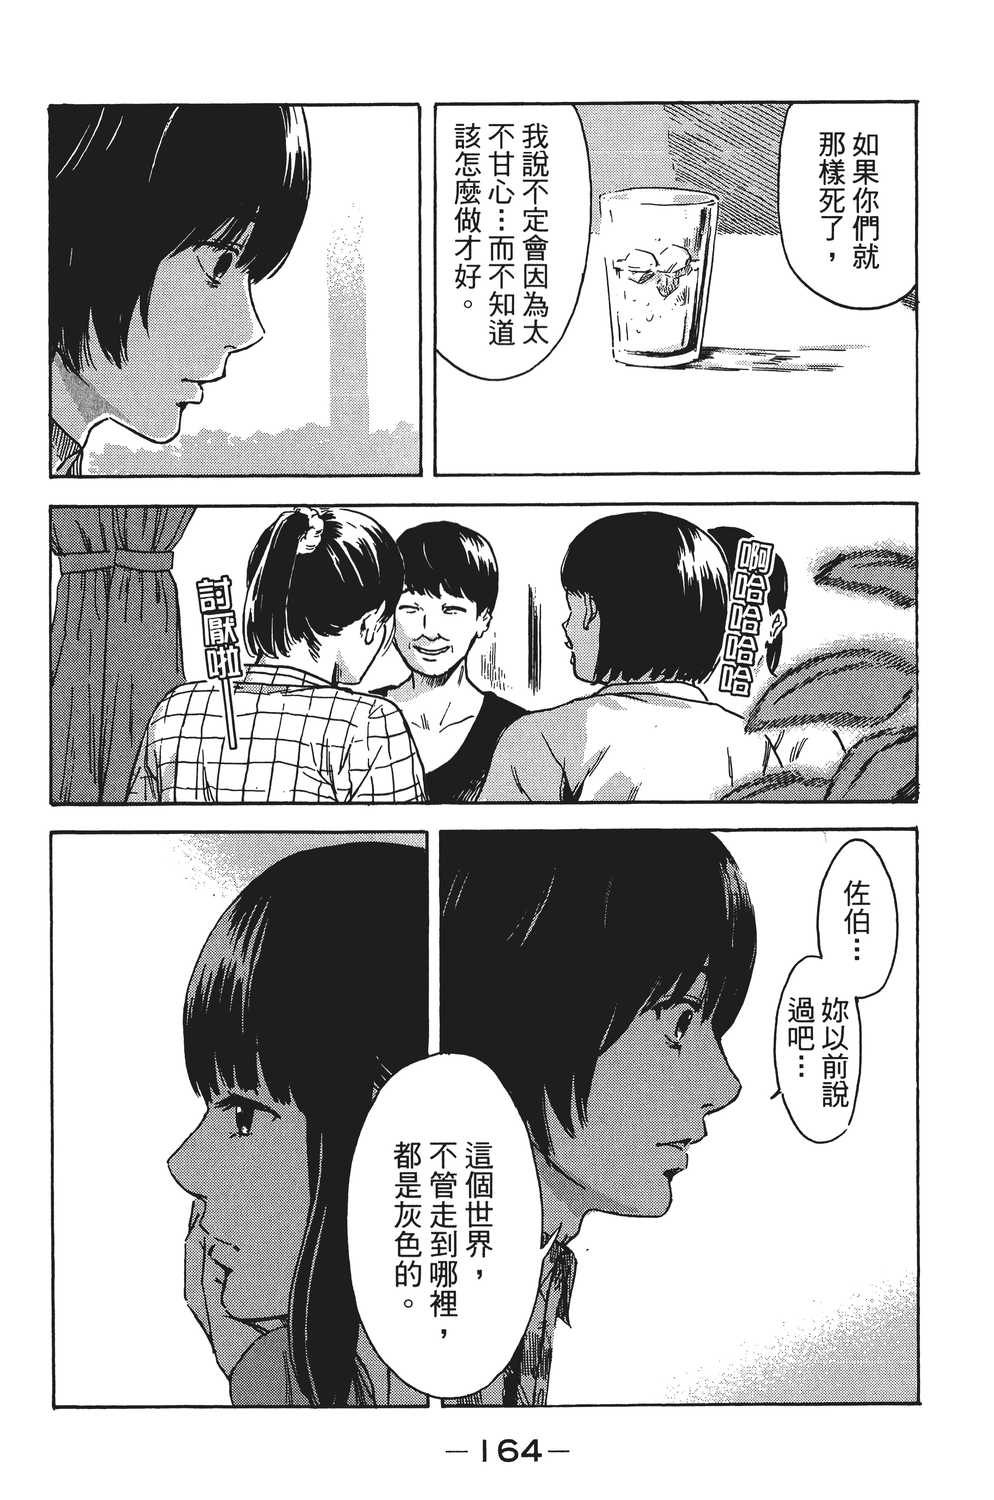 如果你們就
那樣死了，
我說不定會因為太
不甘心…而不知道
該怎麼做才好。
啊哈哈哈哈
討厭啦──
佐伯…
妳以前說
過吧…
這個世界，
不管走到哪裡，
都是灰色的。
—164—